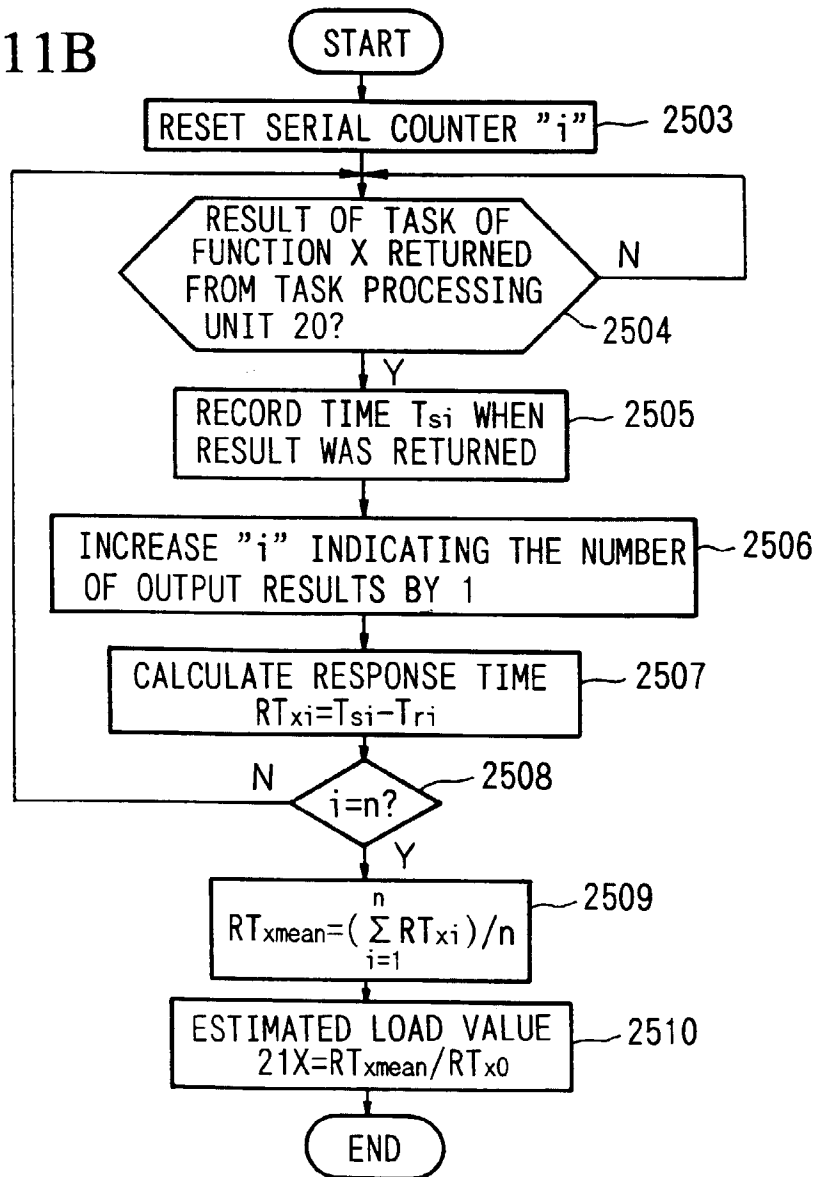 11B
START
RESET SERIAL COUNTER "i"
2503
RESULT OF TASK OF
FUNCTION X RETURNED
FROM TASK PROCESSING
UNIT 20?
N
2504
Y
RECORD TIME Tsi WHEN
RESULT WAS RETURNED
2505
INCREASE "i" INDICATING THE NUMBER
OF OUTPUT RESULTS BY 1
2506
CALCULATE RESPONSE TIME
RTxi=Tsi-Tri
2507
N
i=n?
2508
Y
n
RTxmean=(ΣRTxi)/n
i=1
2509
ESTIMATED LOAD VALUE
21X=RTxmean/RTx0
2510
END